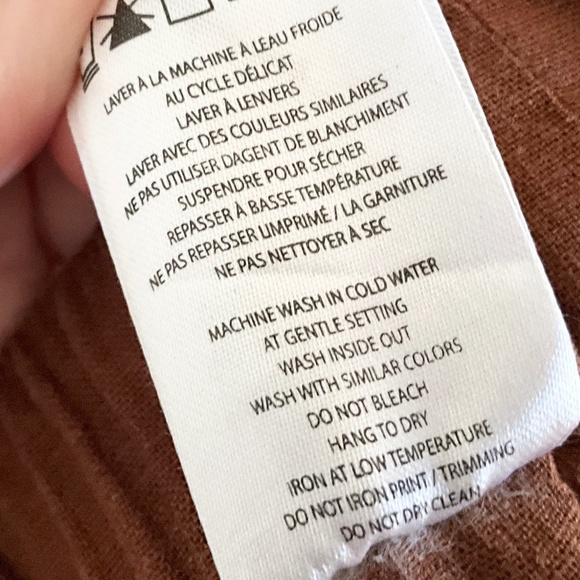 LAVER À LA MACHINE À LEAU FROIDE
AU CYCLE DÉLICAT
LAVER À LENVERS
LAVER AVEC DES COULEURS SIMILAIRES
NE PAS UTILISER DAGENT DE BLANCHIMENT
SUSPENDRE POUR SÉCHER
REPASSER À BASSE TEMPÉRATURE
NE PAS REPASSER LIMPRIMÉ / LA GARNITURE
NE PAS NETTOYER À SEC
MACHINE WASH IN COLD WATER
AT GENTLE SETTING
WASH INSIDE OUT
WASH WITH SIMILAR COLORS
DO NOT BLEACH
HANG TO DRY
IRON AT LOW TEMPERATURE
DO NOT IRON PRINT / TRIMMING
DO NOT DRY CLEAN